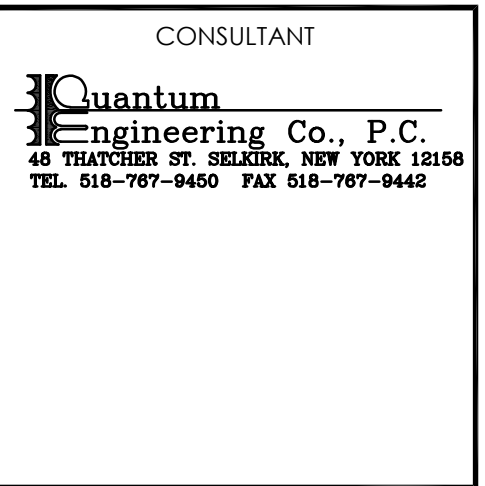 CONSULTANT
Quantum
Engineering Co., P.C.
48 THATCHER ST. SELKIRK, NEW YORK 12158
TEL. 518-767-9450 FAX 518-767-9442